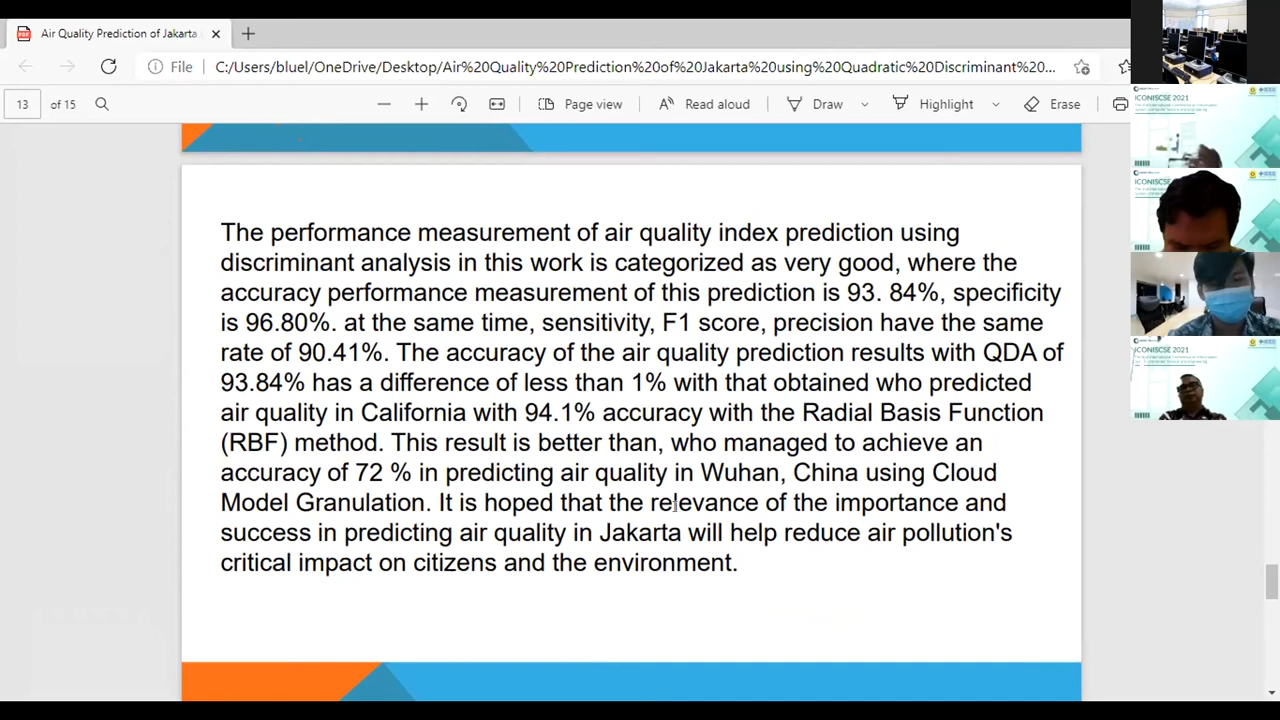 Air Quality Prediction of Jakarta
File
C:/Users/bluel/OneDrive/Desktop/Air%20Quality%20Prediction%20of%20Jakarta%20using%20Quadratic%20Discriminant%20...
13 of 15
Page view
Read aloud
Draw
Highlight
Erase
The performance measurement of air quality index prediction using
discriminant analysis in this work is categorized as very good, where the
accuracy performance measurement of this prediction is 93. 84%, specificity
is 96.80%. at the same time, sensitivity, F1 score, precision have the same
rate of 90.41%. The accuracy of the air quality prediction results with QDA of
93.84% has a difference of less than 1% with that obtained who predicted
air quality in California with 94.1% accuracy with the Radial Basis Function
(RBF) method. This result is better than, who managed to achieve an
accuracy of 72 % in predicting air quality in Wuhan, China using Cloud
Model Granulation. It is hoped that the relevance of the importance and
success in predicting air quality in Jakarta will help reduce air pollution's
critical impact on citizens and the environment.
ICONISCSE 2021
ICONISC
ICONISCSE 2021